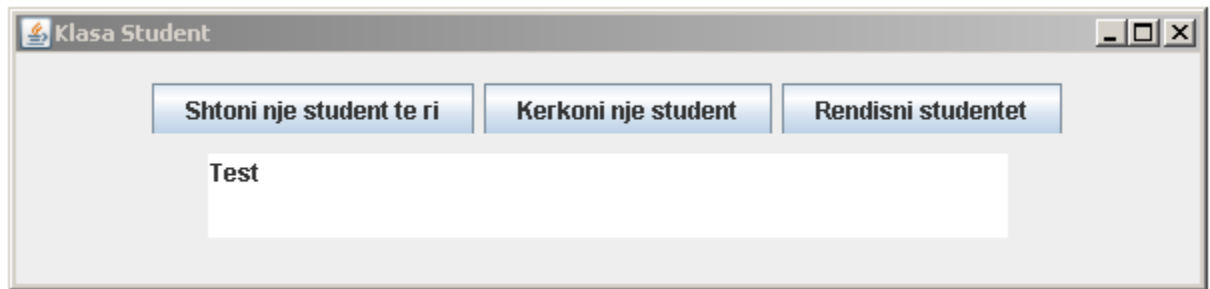 Klasa Student
Shtoni nje student te ri Kerkoni nje student Rendisni studentet
Test